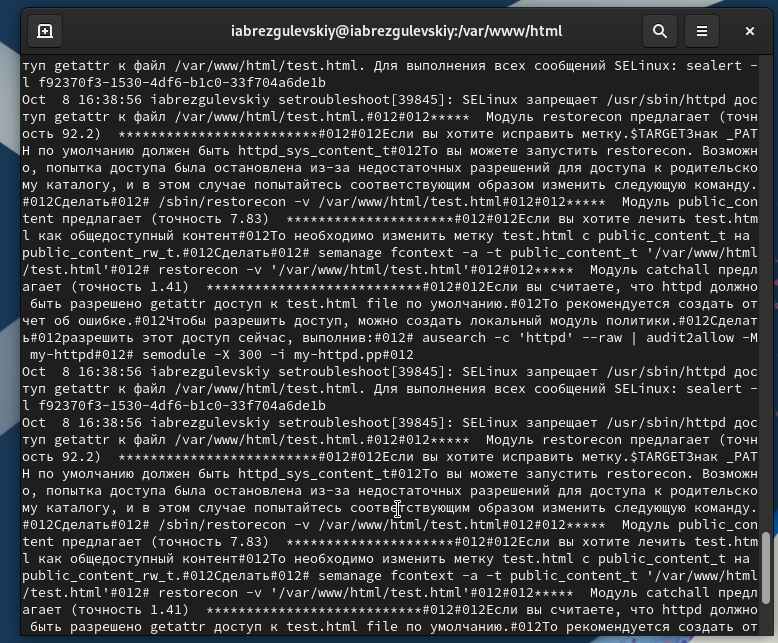 iabrezgulevskiy@iabrezgulevskiy:/var/www/html
туп getattr к файл /var/www/html/test.html. Для выполнения всех сообщений SELinux: sealert -
l f92370f3-1530-4df6-b1c0-33f704a6de1b
Oct  8 16:38:56 iabrezgulevskiy setroubleshoot[39845]: SELinux запрещает /usr/sbin/httpd дос
туп getattr к файл /var/www/html/test.html.#012#012*****  Модуль restorecon предлагает (точн
ость 92.2)  *************************#012#012Если вы хотите исправить метку.$TARGETЗнак _PAT
H по умолчанию должен быть httpd_sys_content_t#012То вы можете запустить restorecon. Возможн
о, попытка доступа была остановлена из-за недостаточных разрешений для доступа к родительско
му каталогу, и в этом случае попытайтесь соответствующим образом изменить следующую команду.
#012Сделать#012# /sbin/restorecon -v /var/www/html/test.html#012#012*****  Модуль public_con
tent предлагает (точность 7.83)  *********************#012#012Если вы хотите лечить test.htm
l как общедоступный контент#012То необходимо изменить метку test.html с public_content_t на 
public_content_rw_t.#012Сделать#012# semanage fcontext -a -t public_content_t '/var/www/html
/test.html'#012# restorecon -v '/var/www/html/test.html'#012#012*****  Модуль catchall предл
агает (точность 1.41)  **************************#012#012Если вы считаете, что httpd должно
 быть разрешено getattr доступ к test.html file по умолчанию.#012То рекомендуется создать от
чет об ошибке.#012Чтобы разрешить доступ, можно создать локальный модуль политики.#012Сделат
ь#012разрешить этот доступ сейчас, выполнив:#012# ausearch -c 'httpd' --raw | audit2allow -M
 my-httpd#012# semodule -X 300 -i my-httpd.pp#012
Oct  8 16:38:56 iabrezgulevskiy setroubleshoot[39845]: SELinux запрещает /usr/sbin/httpd дос
туп getattr к файл /var/www/html/test.html. Для выполнения всех сообщений SELinux: sealert -
l f92370f3-1530-4df6-b1c0-33f704a6de1b
Oct  8 16:38:56 iabrezgulevskiy setroubleshoot[39845]: SELinux запрещает /usr/sbin/httpd дос
туп getattr к файл /var/www/html/test.html.#012#012*****  Модуль restorecon предлагает (точн
ость 92.2)  *************************#012#012Если вы хотите исправить метку.$TARGETЗнак _PAT
H по умолчанию должен быть httpd_sys_content_t#012То вы можете запустить restorecon. Возможн
о, попытка доступа была остановлена из-за недостаточных разрешений для доступа к родительско
му каталогу, и в этом случае попытайтесь соответствующим образом изменить следующую команду.
#012Сделать#012# /sbin/restorecon -v /var/www/html/test.html#012#012*****  Модуль public_con
tent предлагает (точность 7.83)  *********************#012#012Если вы хотите лечить test.htm
l как общедоступный контент#012То необходимо изменить метку test.html с public_content_t на 
public_content_rw_t.#012Сделать#012# semanage fcontext -a -t public_content_t '/var/www/html
/test.html'#012# restorecon -v '/var/www/html/test.html'#012#012*****  Модуль catchall предл
агает (точность 1.41)  **************************#012#012Если вы считаете, что httpd должно
 быть разрешено getattr доступ к test.html file по умолчанию.#012То рекомендуется создать от